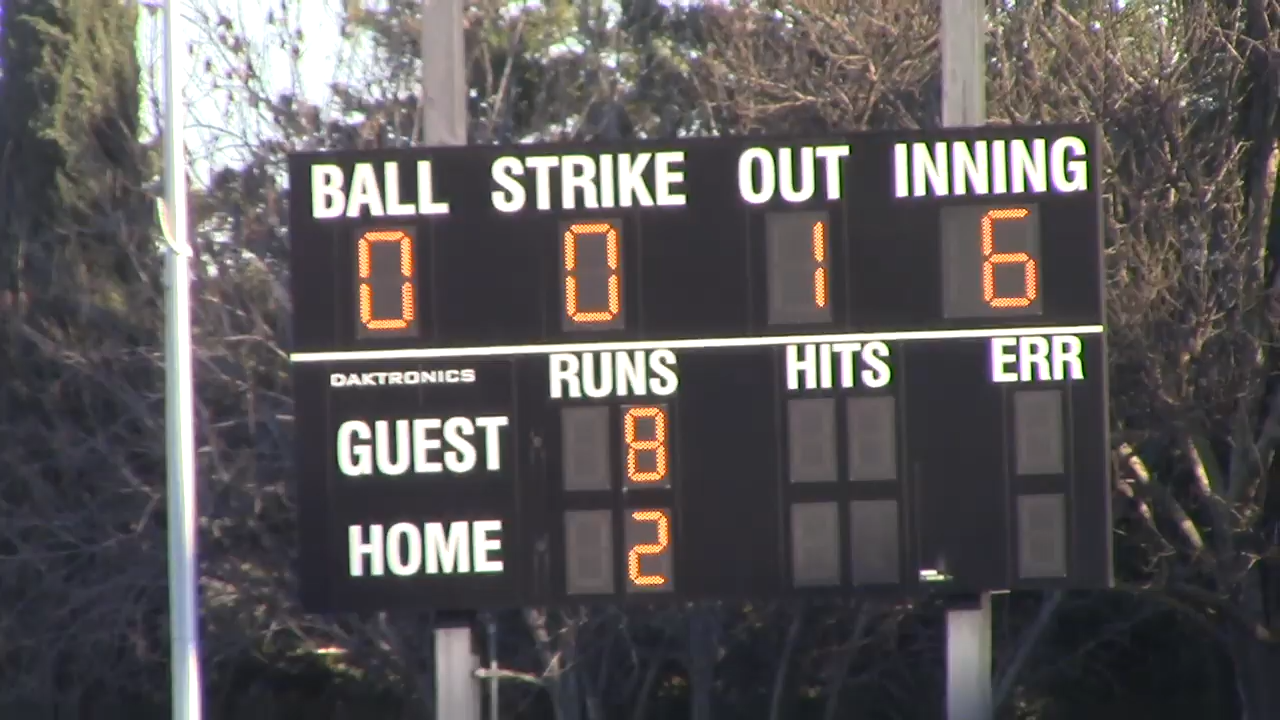 BALL STRIKE OUT INNING
0 0 1 6
DAKTRONICS RUNS HITS ERR
GUEST 8
HOME 2